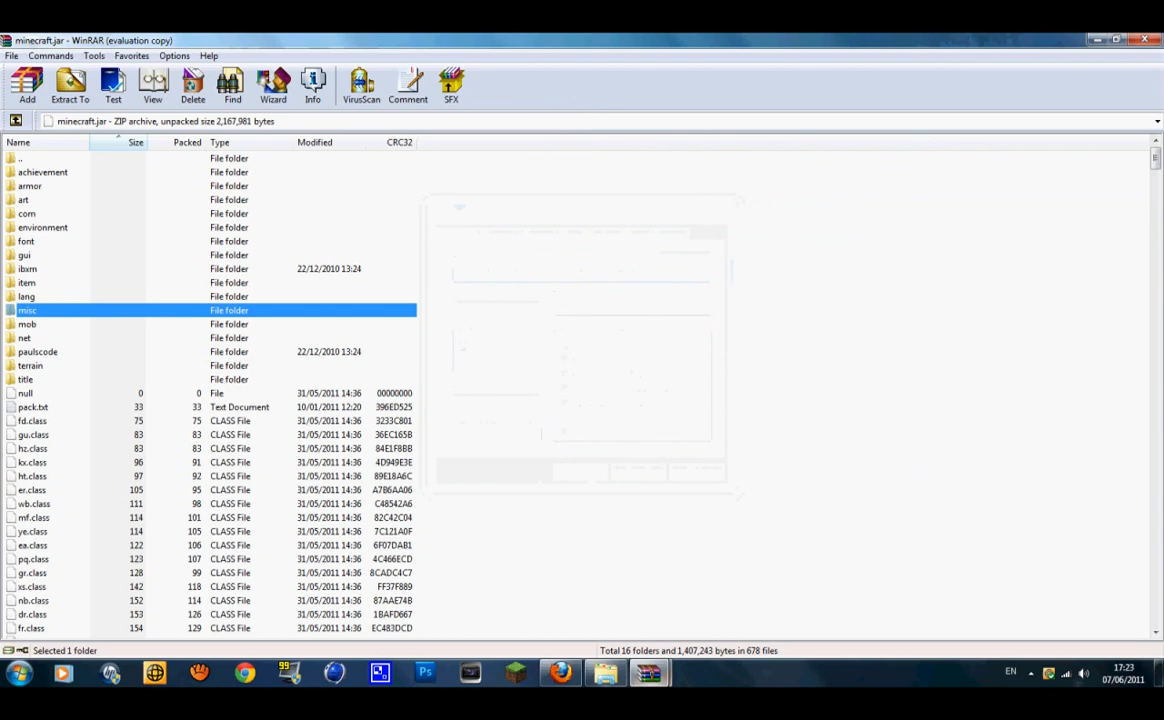 minecraft.jar - WinRAR (evaluation copy)
File Commands Tools Favorites Options Help
Add Extract To Test View Delete Find Wizard Info VirusScan Comment SFX
minecraft.jar - ZIP archive, unpacked size 2,167,981 bytes
Name Size Packed Type Modified CRC32
.. File folder
achievement File folder
armor File folder
art File folder
com File folder
environment File folder
font File folder
gui File folder
ibxm File folder 22/12/2010 13:24
item File folder
lang File folder
misc File folder
mob File folder
net File folder
paulscode File folder 22/12/2010 13:24
terrain File folder
title File folder
null 0 0 File 31/05/2011 14:36 00000000
pack.txt 33 33 Text Document 10/01/2011 12:20 396ED525
fd.class 75 75 CLASS File 31/05/2011 14:36 3233C801
gu.class 83 83 CLASS File 31/05/2011 14:36 36EC165B
hz.class 83 83 CLASS File 31/05/2011 14:36 84E1F8BB
kx.class 96 91 CLASS File 31/05/2011 14:36 4D949E3E
ht.class 97 92 CLASS File 31/05/2011 14:36 89E18A6C
er.class 105 95 CLASS File 31/05/2011 14:36 A7B6AA06
wb.class 111 98 CLASS File 31/05/2011 14:36 C48542A6
mf.class 114 101 CLASS File 31/05/2011 14:36 82C42C04
ye.class 114 105 CLASS File 31/05/2011 14:36 7C121A0F
ea.class 122 106 CLASS File 31/05/2011 14:36 6F07DAB1
pq.class 123 107 CLASS File 31/05/2011 14:36 4C466ECD
gr.class 128 99 CLASS File 31/05/2011 14:36 8CADC4C7
xs.class 142 118 CLASS File 31/05/2011 14:36 FF37F889
nb.class 152 114 CLASS File 31/05/2011 14:36 87AAE74B
dr.class 153 126 CLASS File 31/05/2011 14:36 1BAFD667
fr.class 154 129 CLASS File 31/05/2011 14:36 EC483DCD
Selected 1 folder Total 16 folders and 1,407,243 bytes in 678 files
99 Ps EN 17:23
07/06/2011